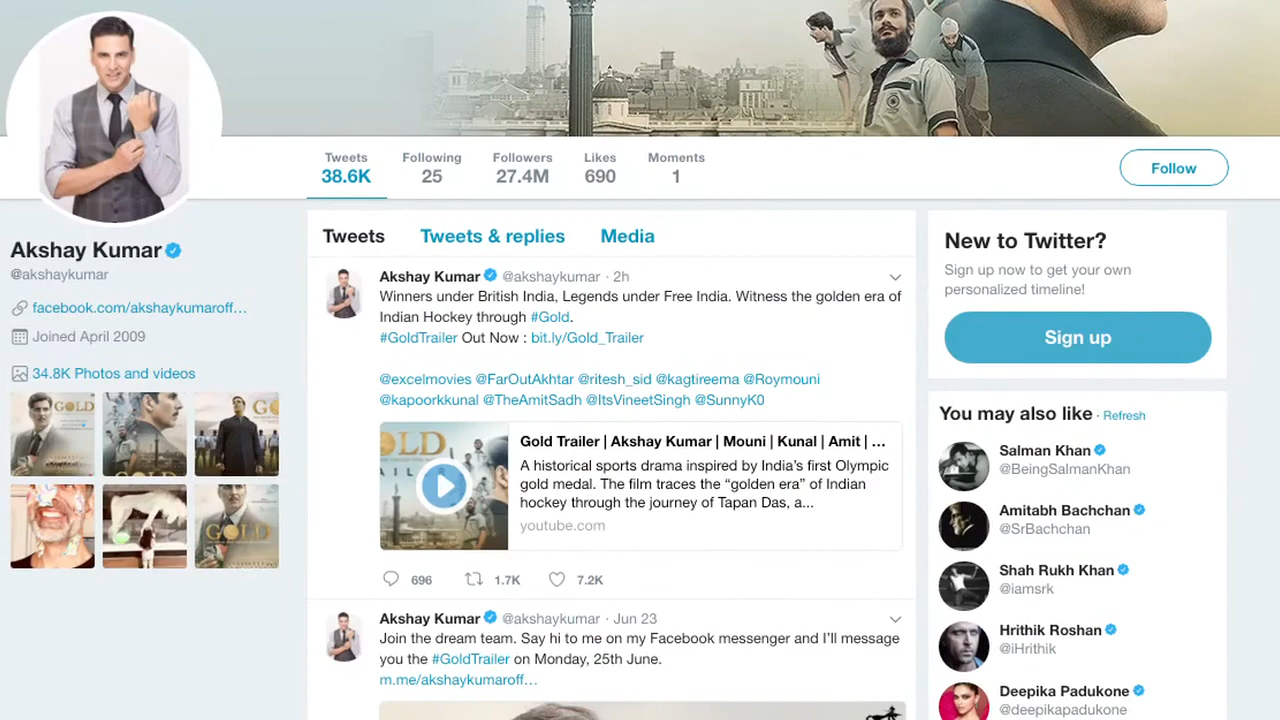 Tweets
38.6K
Following
25
Followers
27.4M
Likes
690
Moments
1
Follow
Akshay Kumar
@akshaykumar
facebook.com/akshaykumaroff…
Joined April 2009
34.8K Photos and videos
GOLD
GOLD
Tweets
Tweets & replies
Media
Akshay Kumar @akshaykumar · 2h
Winners under British India, Legends under Free India. Witness the golden era of
Indian Hockey through #Gold.
#GoldTrailer Out Now : bit.ly/Gold_Trailer
@excelmovies @FarOutAkhtar @ritesh_sid @kagtireema @Roymouni
@kapoorkkunal @TheAmitSadh @ItsVineetSingh @SunnyK0
Gold Trailer | Akshay Kumar | Mouni | Kunal | Amit | ...
A historical sports drama inspired by India's first Olympic
gold medal. The film traces the “golden era” of Indian
hockey through the journey of Tapan Das, a...
youtube.com
696
1.7K
7.2K
Akshay Kumar @akshaykumar · Jun 23
Join the dream team. Say hi to me on my Facebook messenger and I'll message
you the #GoldTrailer on Monday, 25th June.
m.me/akshaykumaroff…
New to Twitter?
Sign up now to get your own
personalized timeline!
Sign up
You may also like · Refresh
Salman Khan
@BeingSalmanKhan
Amitabh Bachchan
@SrBachchan
Shah Rukh Khan
@iamsrk
Hrithik Roshan
@iHrithik
Deepika Padukone
@deepikapadukone